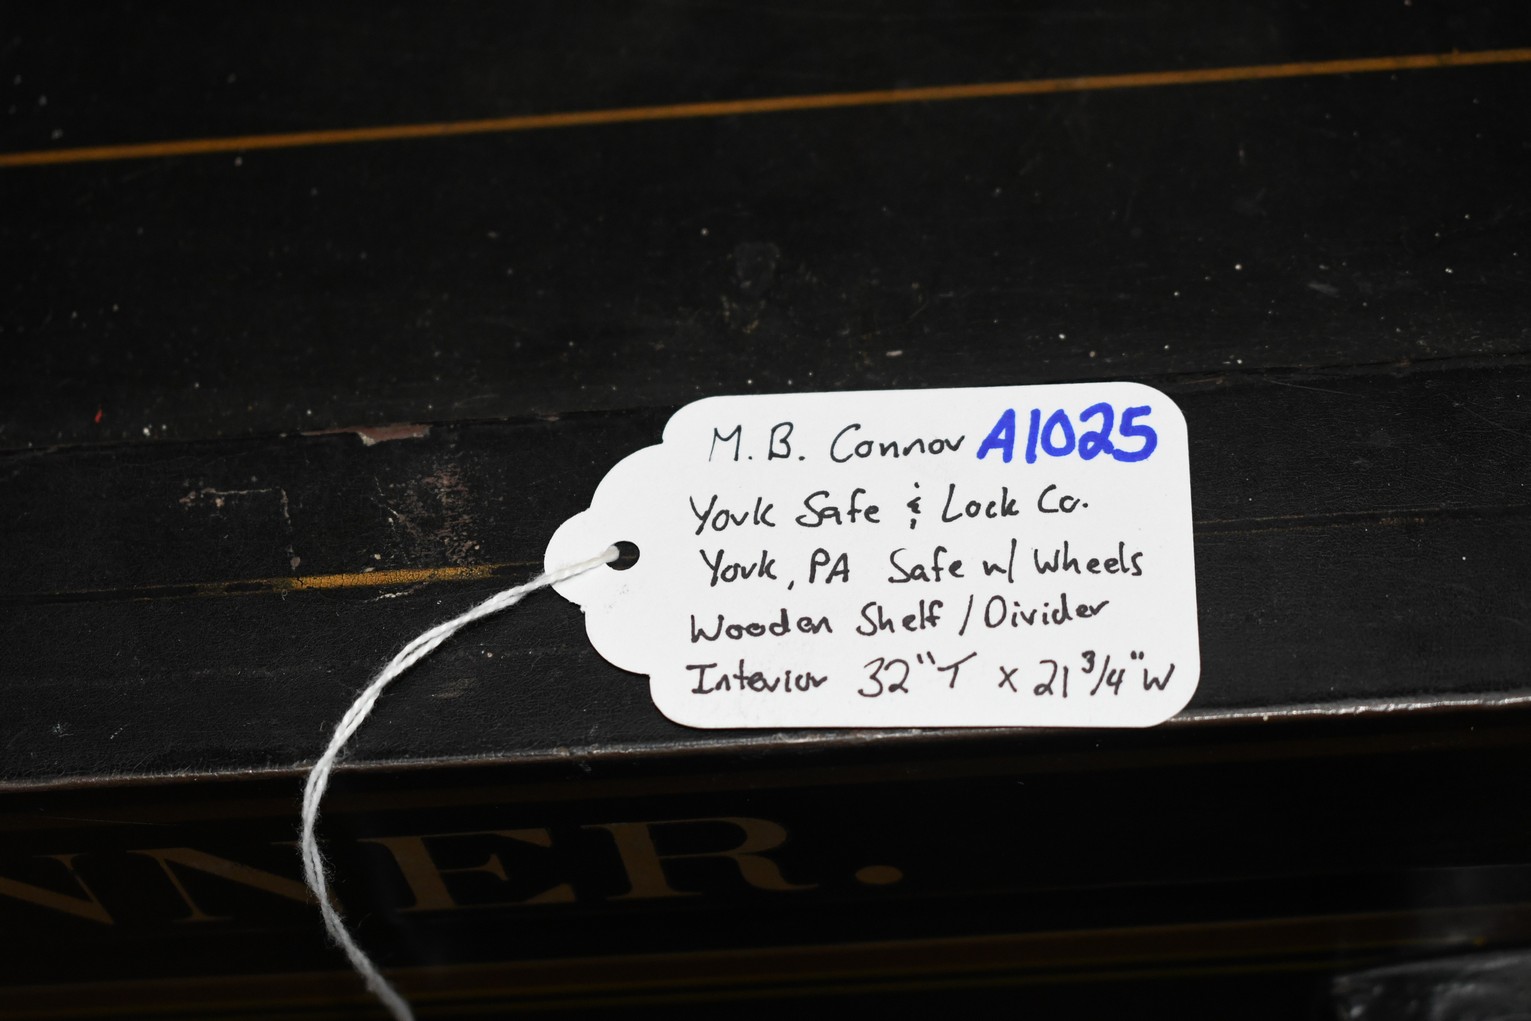 M.B. Connor A1025
York Safe & Lock Co.
York, PA Safe w/ Wheels
Wooden Shelf / Divider
Interior 32"T x 21 3/4"W
NNER.